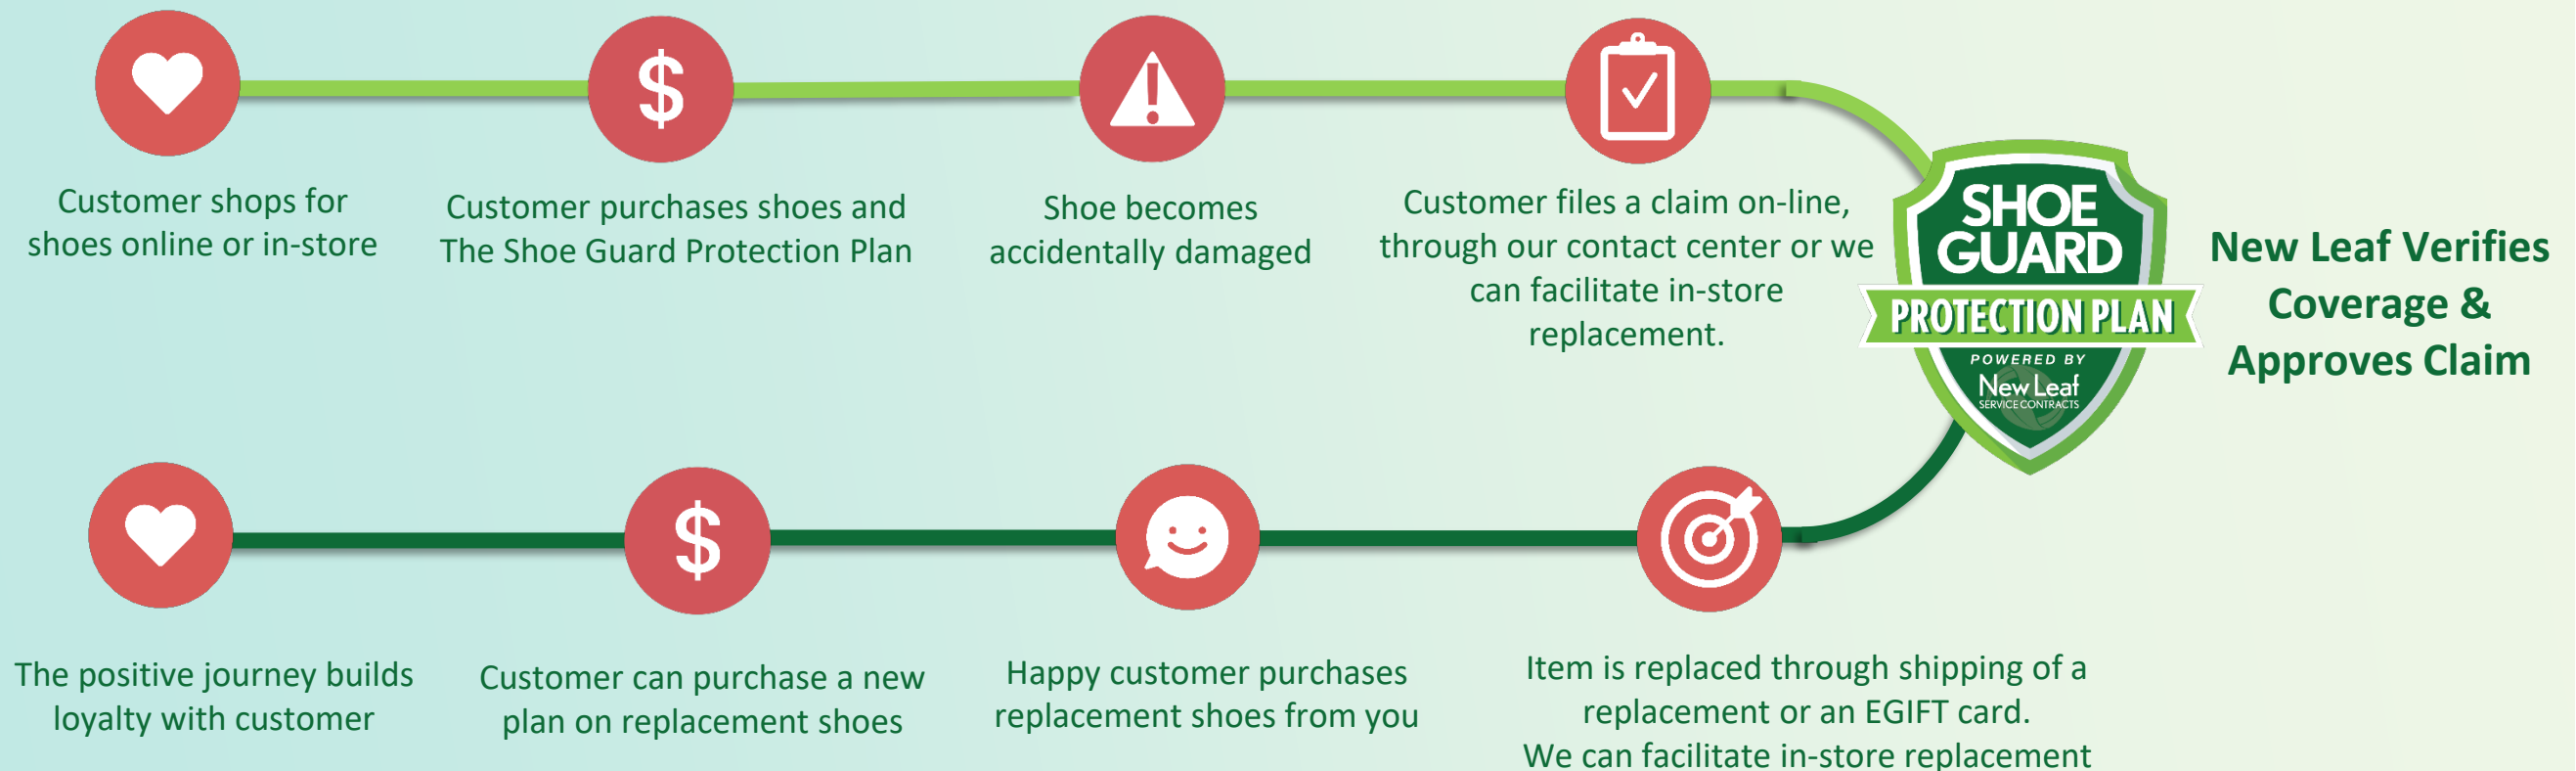 Customer shops for
shoes online or in-store
$
Customer purchases shoes and
The Shoe Guard Protection Plan
Shoe becomes
accidentally damaged
Customer files a claim on-line,
through our contact center or we
can facilitate in-store
replacement.
SHOE
GUARD
PROTECTION PLAN
POWERED BY
New Leaf
SERVICE CONTRACTS
New Leaf Verifies
Coverage &
Approves Claim
The positive journey builds
loyalty with customer
$
Customer can purchase a new
plan on replacement shoes
Happy customer purchases
replacement shoes from you
Item is replaced through shipping of a
replacement or an EGIFT card.
We can facilitate in-store replacement